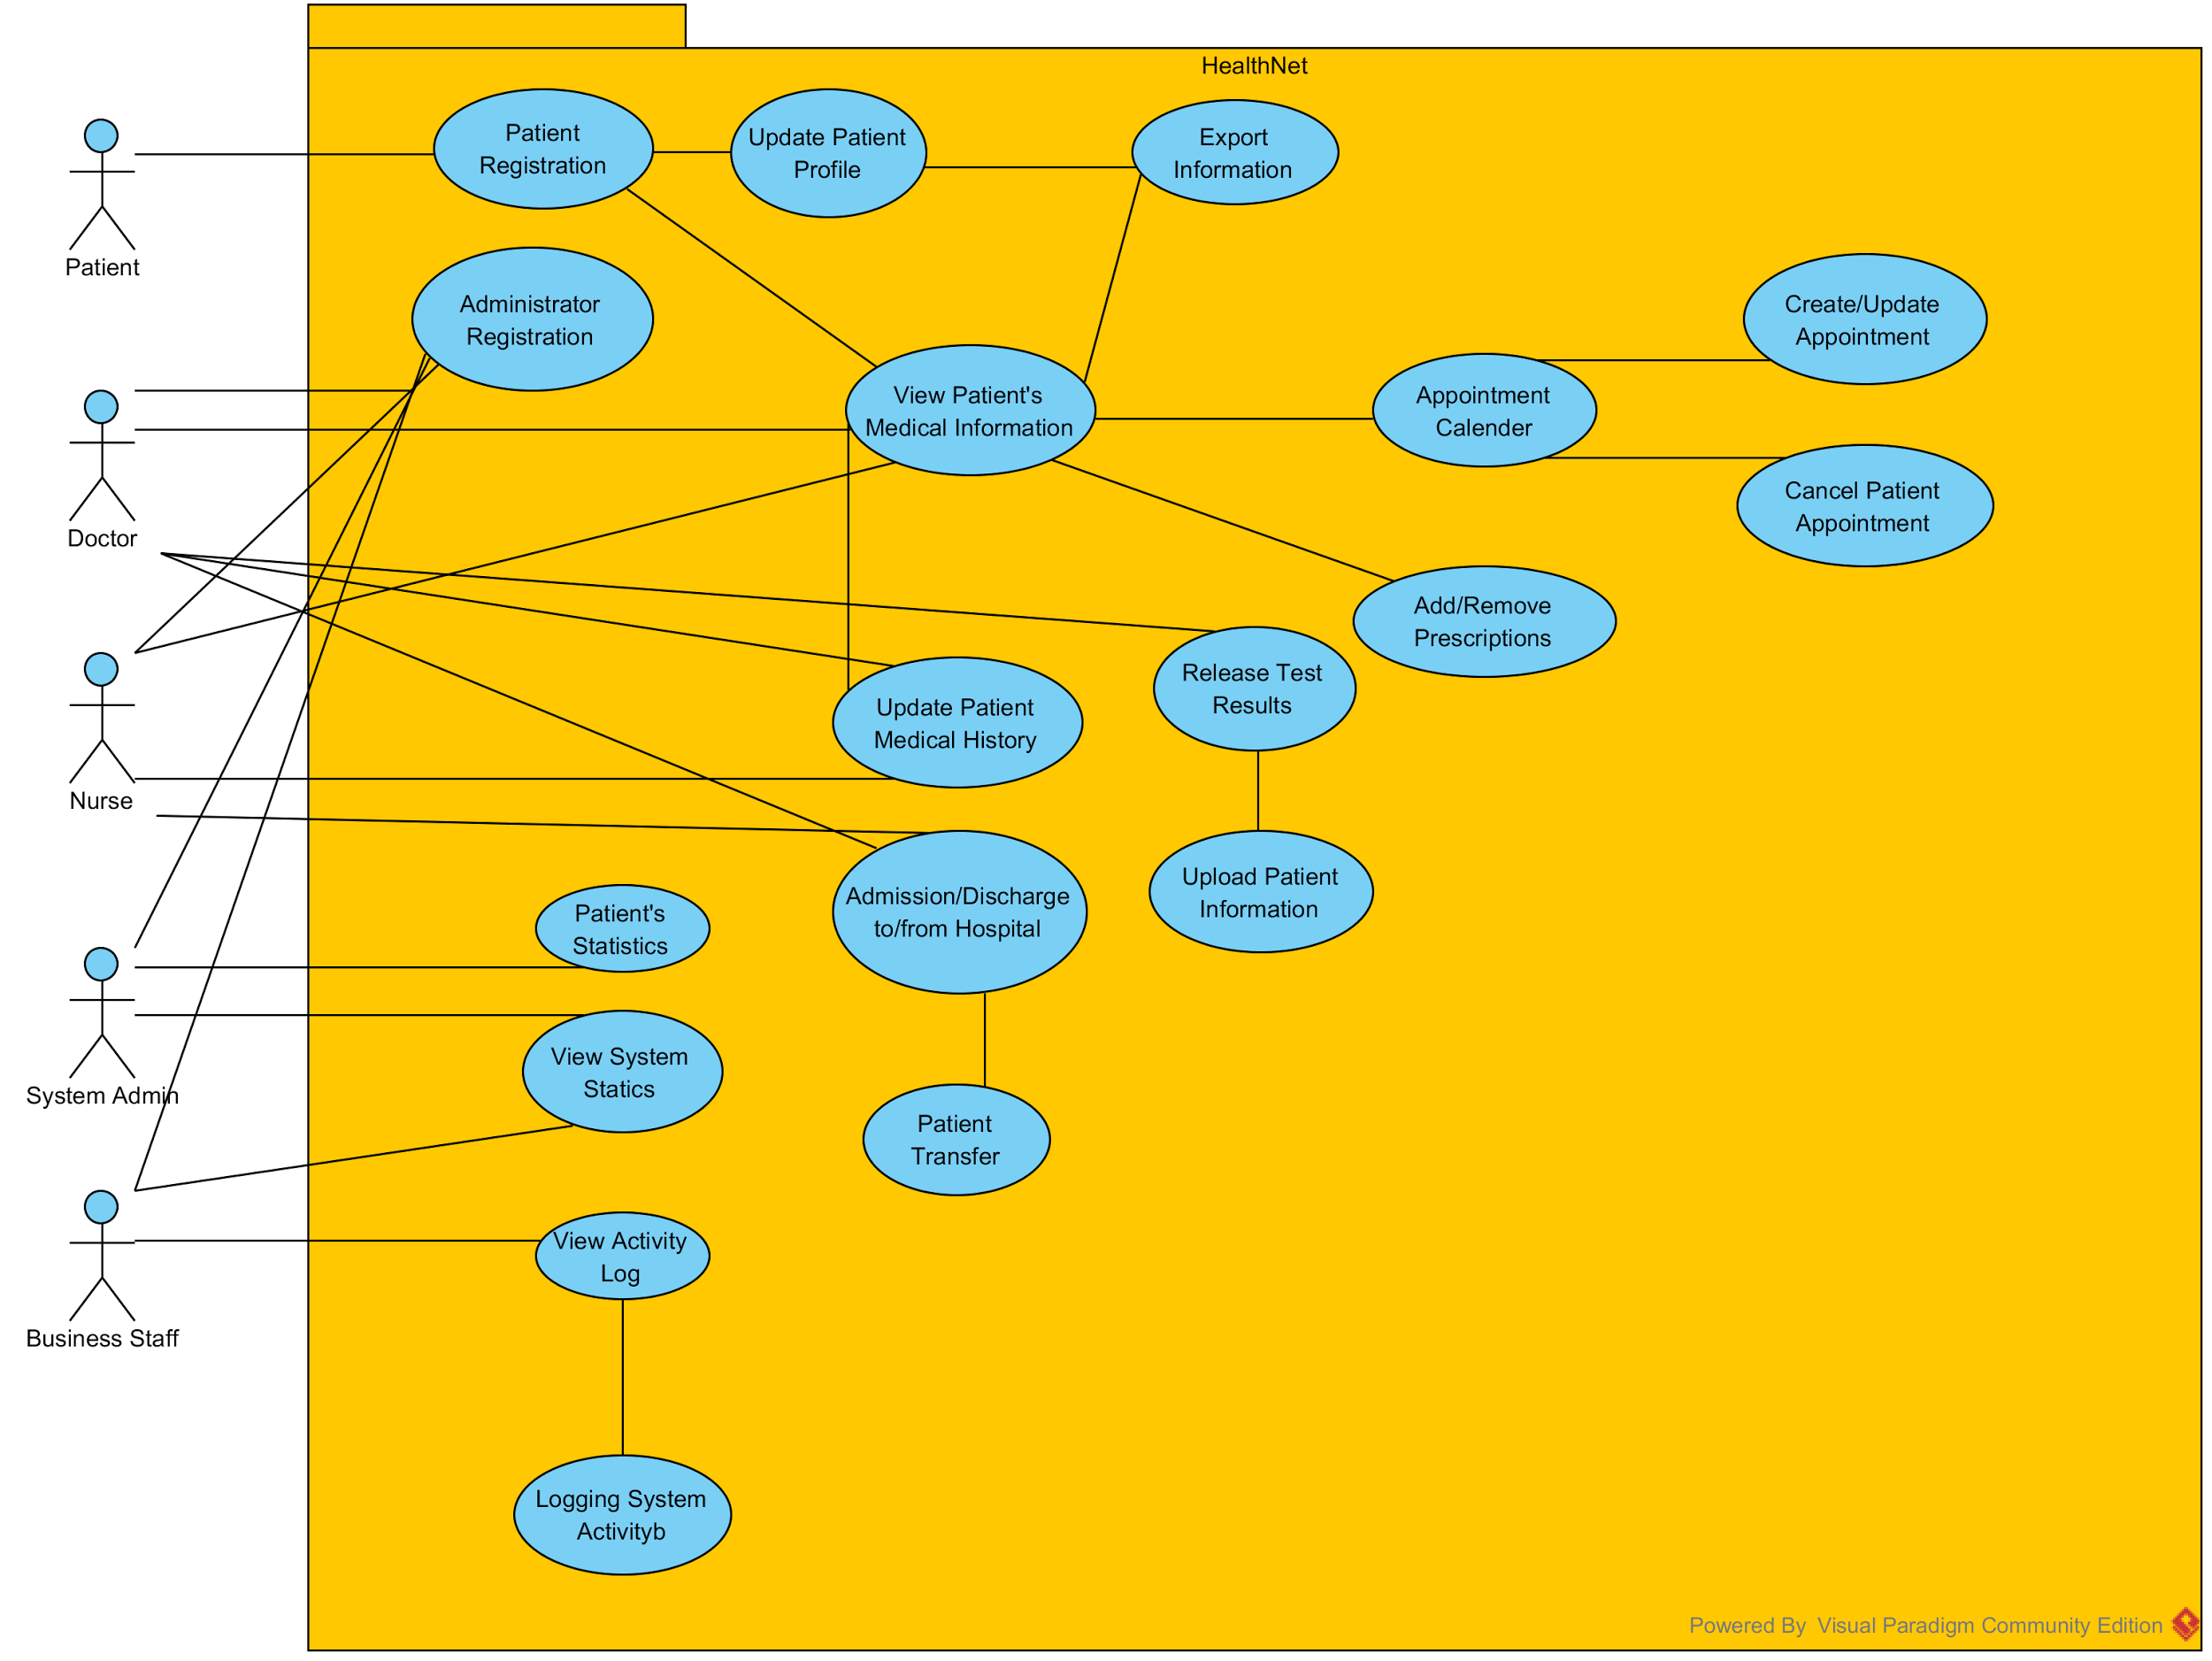 HealthNet
Patient
Registration
Update Patient
Profile
Export
Information
Patient
Administrator
Registration
Create/Update
Appointment
View Patient's
Medical Information
Appointment
Calender
Cancel Patient
Appointment
Doctor
Add/Remove
Prescriptions
Release Test
Results
Update Patient
Medical History
Nurse
Admission/Discharge
to/from Hospital
Upload Patient
Information
Patient's
Statistics
View System
Statics
System Admin
Patient
Transfer
View Activity
Log
Business Staff
Logging System
Activityb
Powered By Visual Paradigm Community Edition